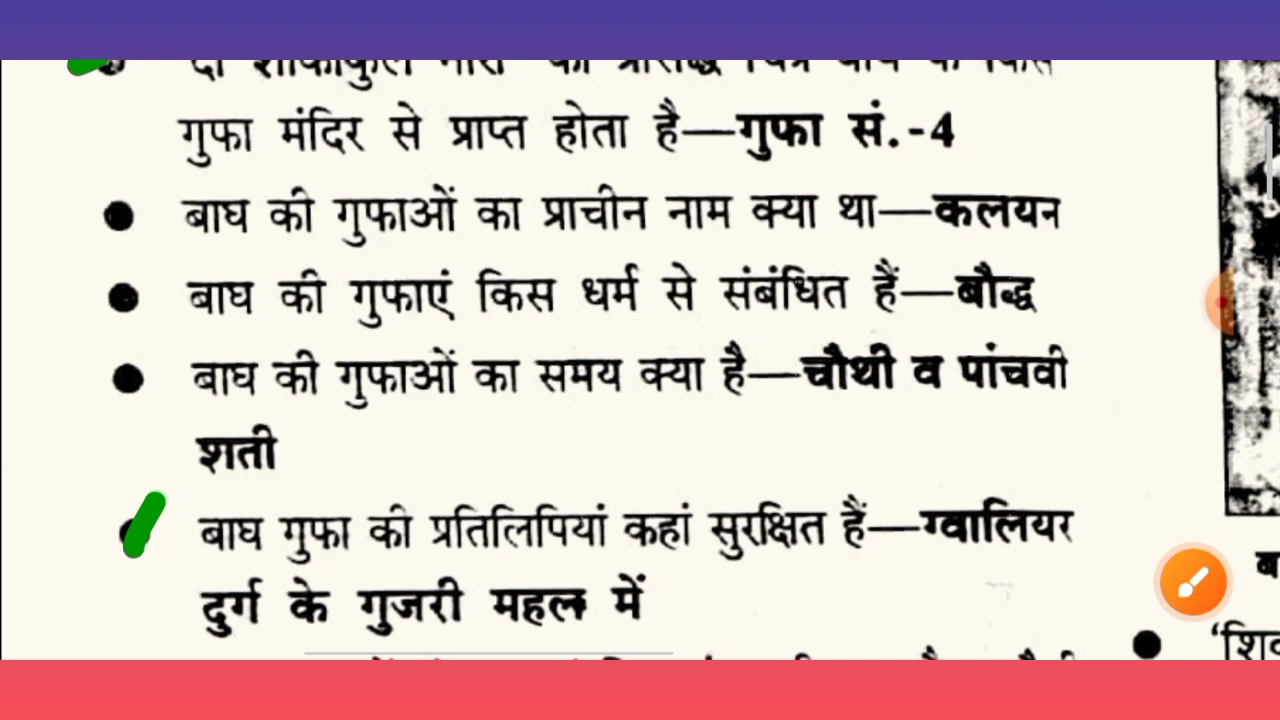 गुफा मंदिर से प्राप्त होता है—गुफा सं.-4
● बाघ की गुफाओं का प्राचीन नाम क्या था—कलयन
● बाघ की गुफाएं किस धर्म से संबंधित हैं—बौद्ध
● बाघ की गुफाओं का समय क्या है—चौथी व पांचवी
शती
● बाघ गुफा की प्रतिलिपियां कहां सुरक्षित हैं—ग्वालियर
दुर्ग के गुजरी महल में